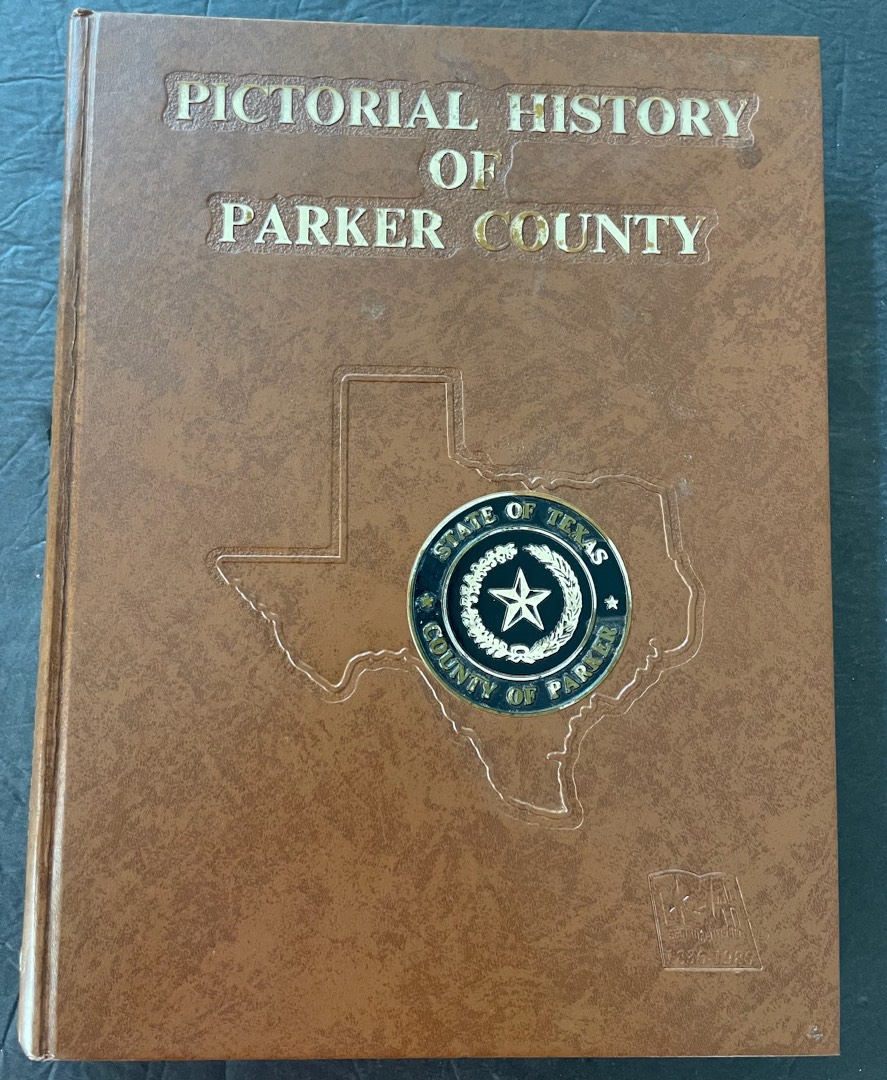 PICTORIAL HISTORY
OF
PARKER COUNTY
STATE OF TEXAS
COUNTY OF PARKER